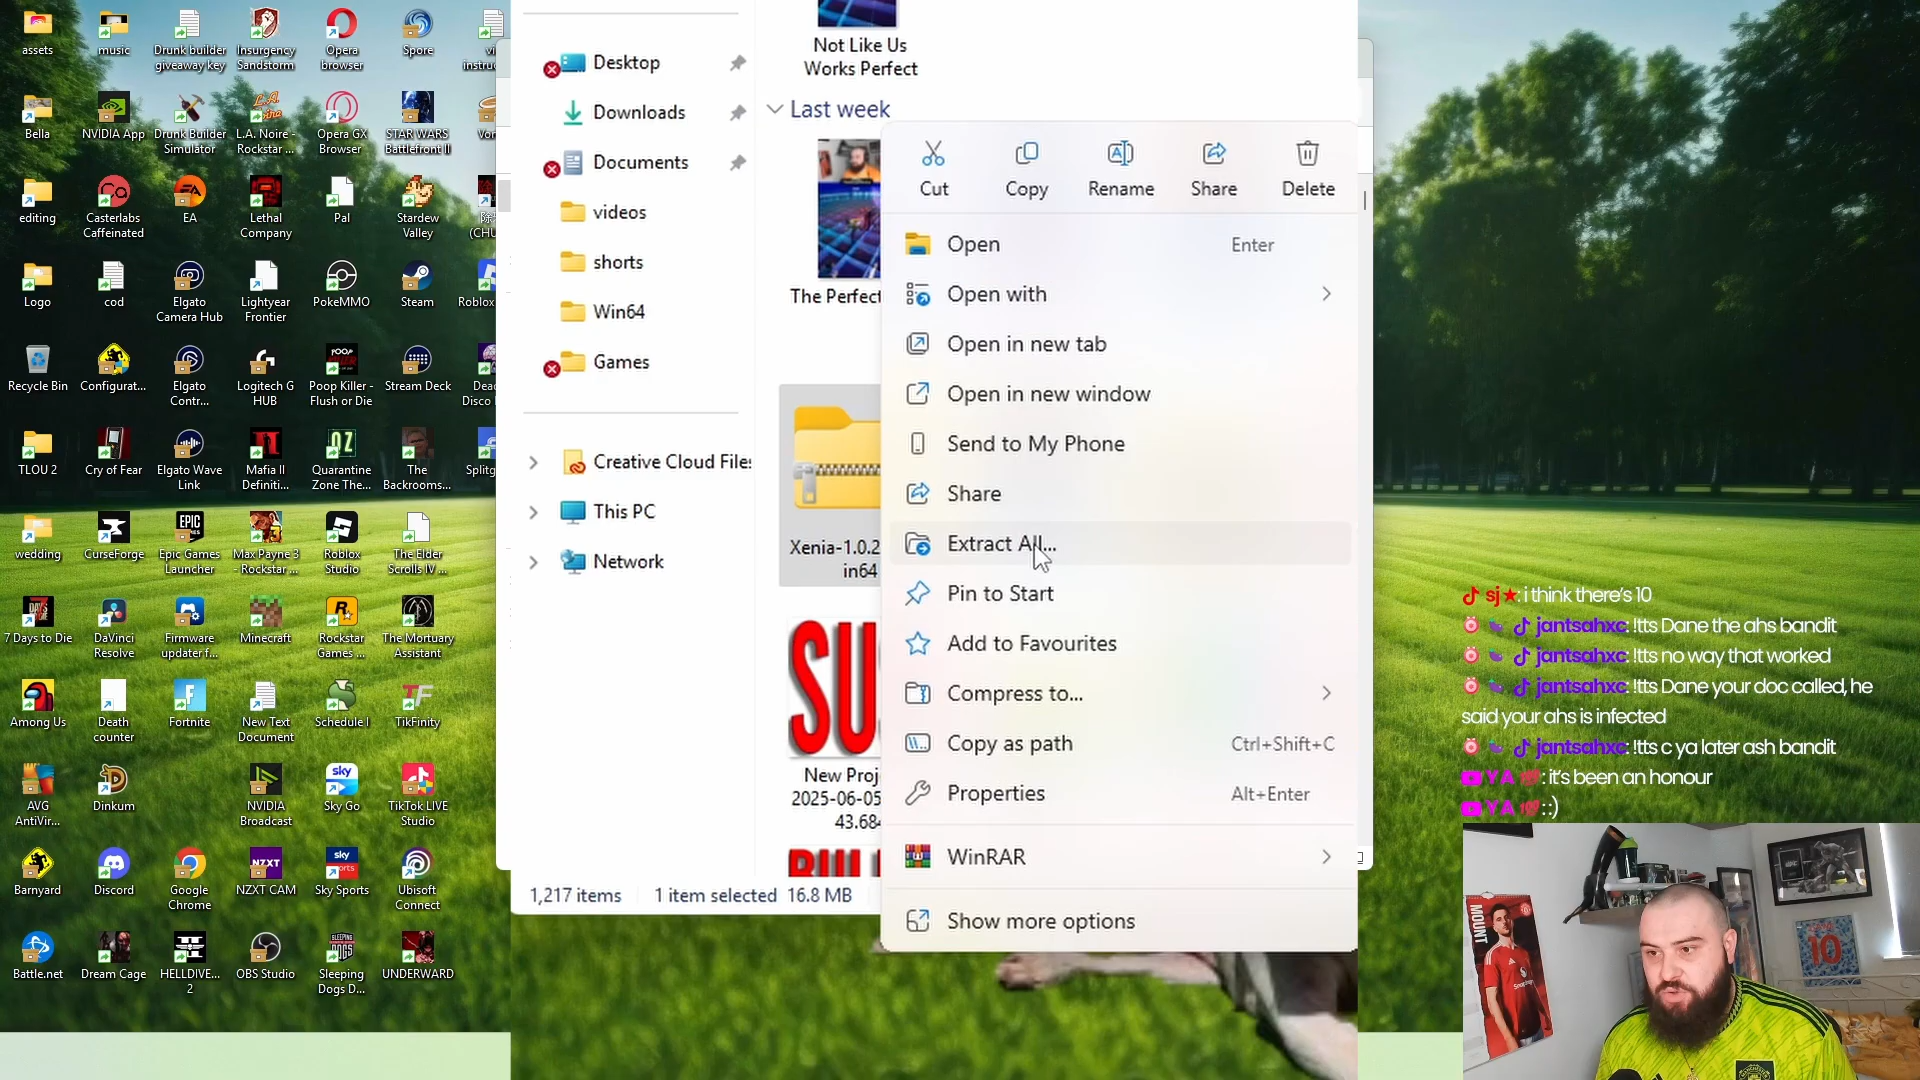 assets
music
Drunk builder
giveaway key
Insurgency
Sandstorm
Opera
browser
Spore
Bella
NVIDIA App
Drunk Builder
Simulator
L.A. Noire -
Rockstar ...
Opera GX
Browser
STAR WARS
Battlefront II
editing
Casterlabs
Caffeinated
EA
Lethal
Company
Pal
Stardew
Valley
Logo
cod
Elgato
Camera Hub
Lightyear
Frontier
PokeMMO
Steam
Recycle Bin
Configurat...
Elgato
Contr...
Logitech G
HUB
Poop Killer -
Flush or Die
Stream Deck
TLOU 2
Cry of Fear
Elgato Wave
Link
Mafia II
Definiti...
Quarantine
Zone The...
The
Backrooms...
wedding
CurseForge
Epic Games
Launcher
Max Payne 3
- Rockstar ...
Roblox
Studio
The Elder
Scrolls IV ...
7 Days to Die
DaVinci
Resolve
Firmware
updater f...
Minecraft
Rockstar
Games ...
The Mortuary
Assistant
Among Us
Death
counter
Fortnite
New Text
Document
Schedule I
TikFinity
AVG
AntiVir...
Dinkum
NVIDIA
Broadcast
Sky Go
TikTok LIVE
Studio
Barnyard
Discord
Google
Chrome
NZXT CAM
Sky Sports
Ubisoft
Connect
Battle.net
Dream Cage
HELLDIVE...
2
OBS Studio
Sleeping
Dogs D...
UNDERWARD
Desktop
Downloads
Documents
videos
shorts
Win64
Games
Creative Cloud Files
This PC
Network
Not Like Us
Works Perfect
Last week
The Perfect
Xenia-1.0.2
in64
SU
New Proj
2025-06-05
43.684
1,217 items
1 item selected 16.8 MB
Cut
Copy
Rename
Share
Delete
Open Enter
Open with
Open in new tab
Open in new window
Send to My Phone
Share
Extract All...
Pin to Start
Add to Favourites
Compress to...
Copy as path Ctrl+Shift+C
Properties Alt+Enter
WinRAR
Show more options
sj★: i think there's 10
jantsahxc: !tts Dane the ahs bandit
jantsahxc: !tts no way that worked
jantsahxc: !tts Dane your doc called, he
said your ahs is infected
jantsahxc: !tts c ya later ash bandit
Y A 💯: it's been an honour
Y A 💯: :)
MOUNT
10